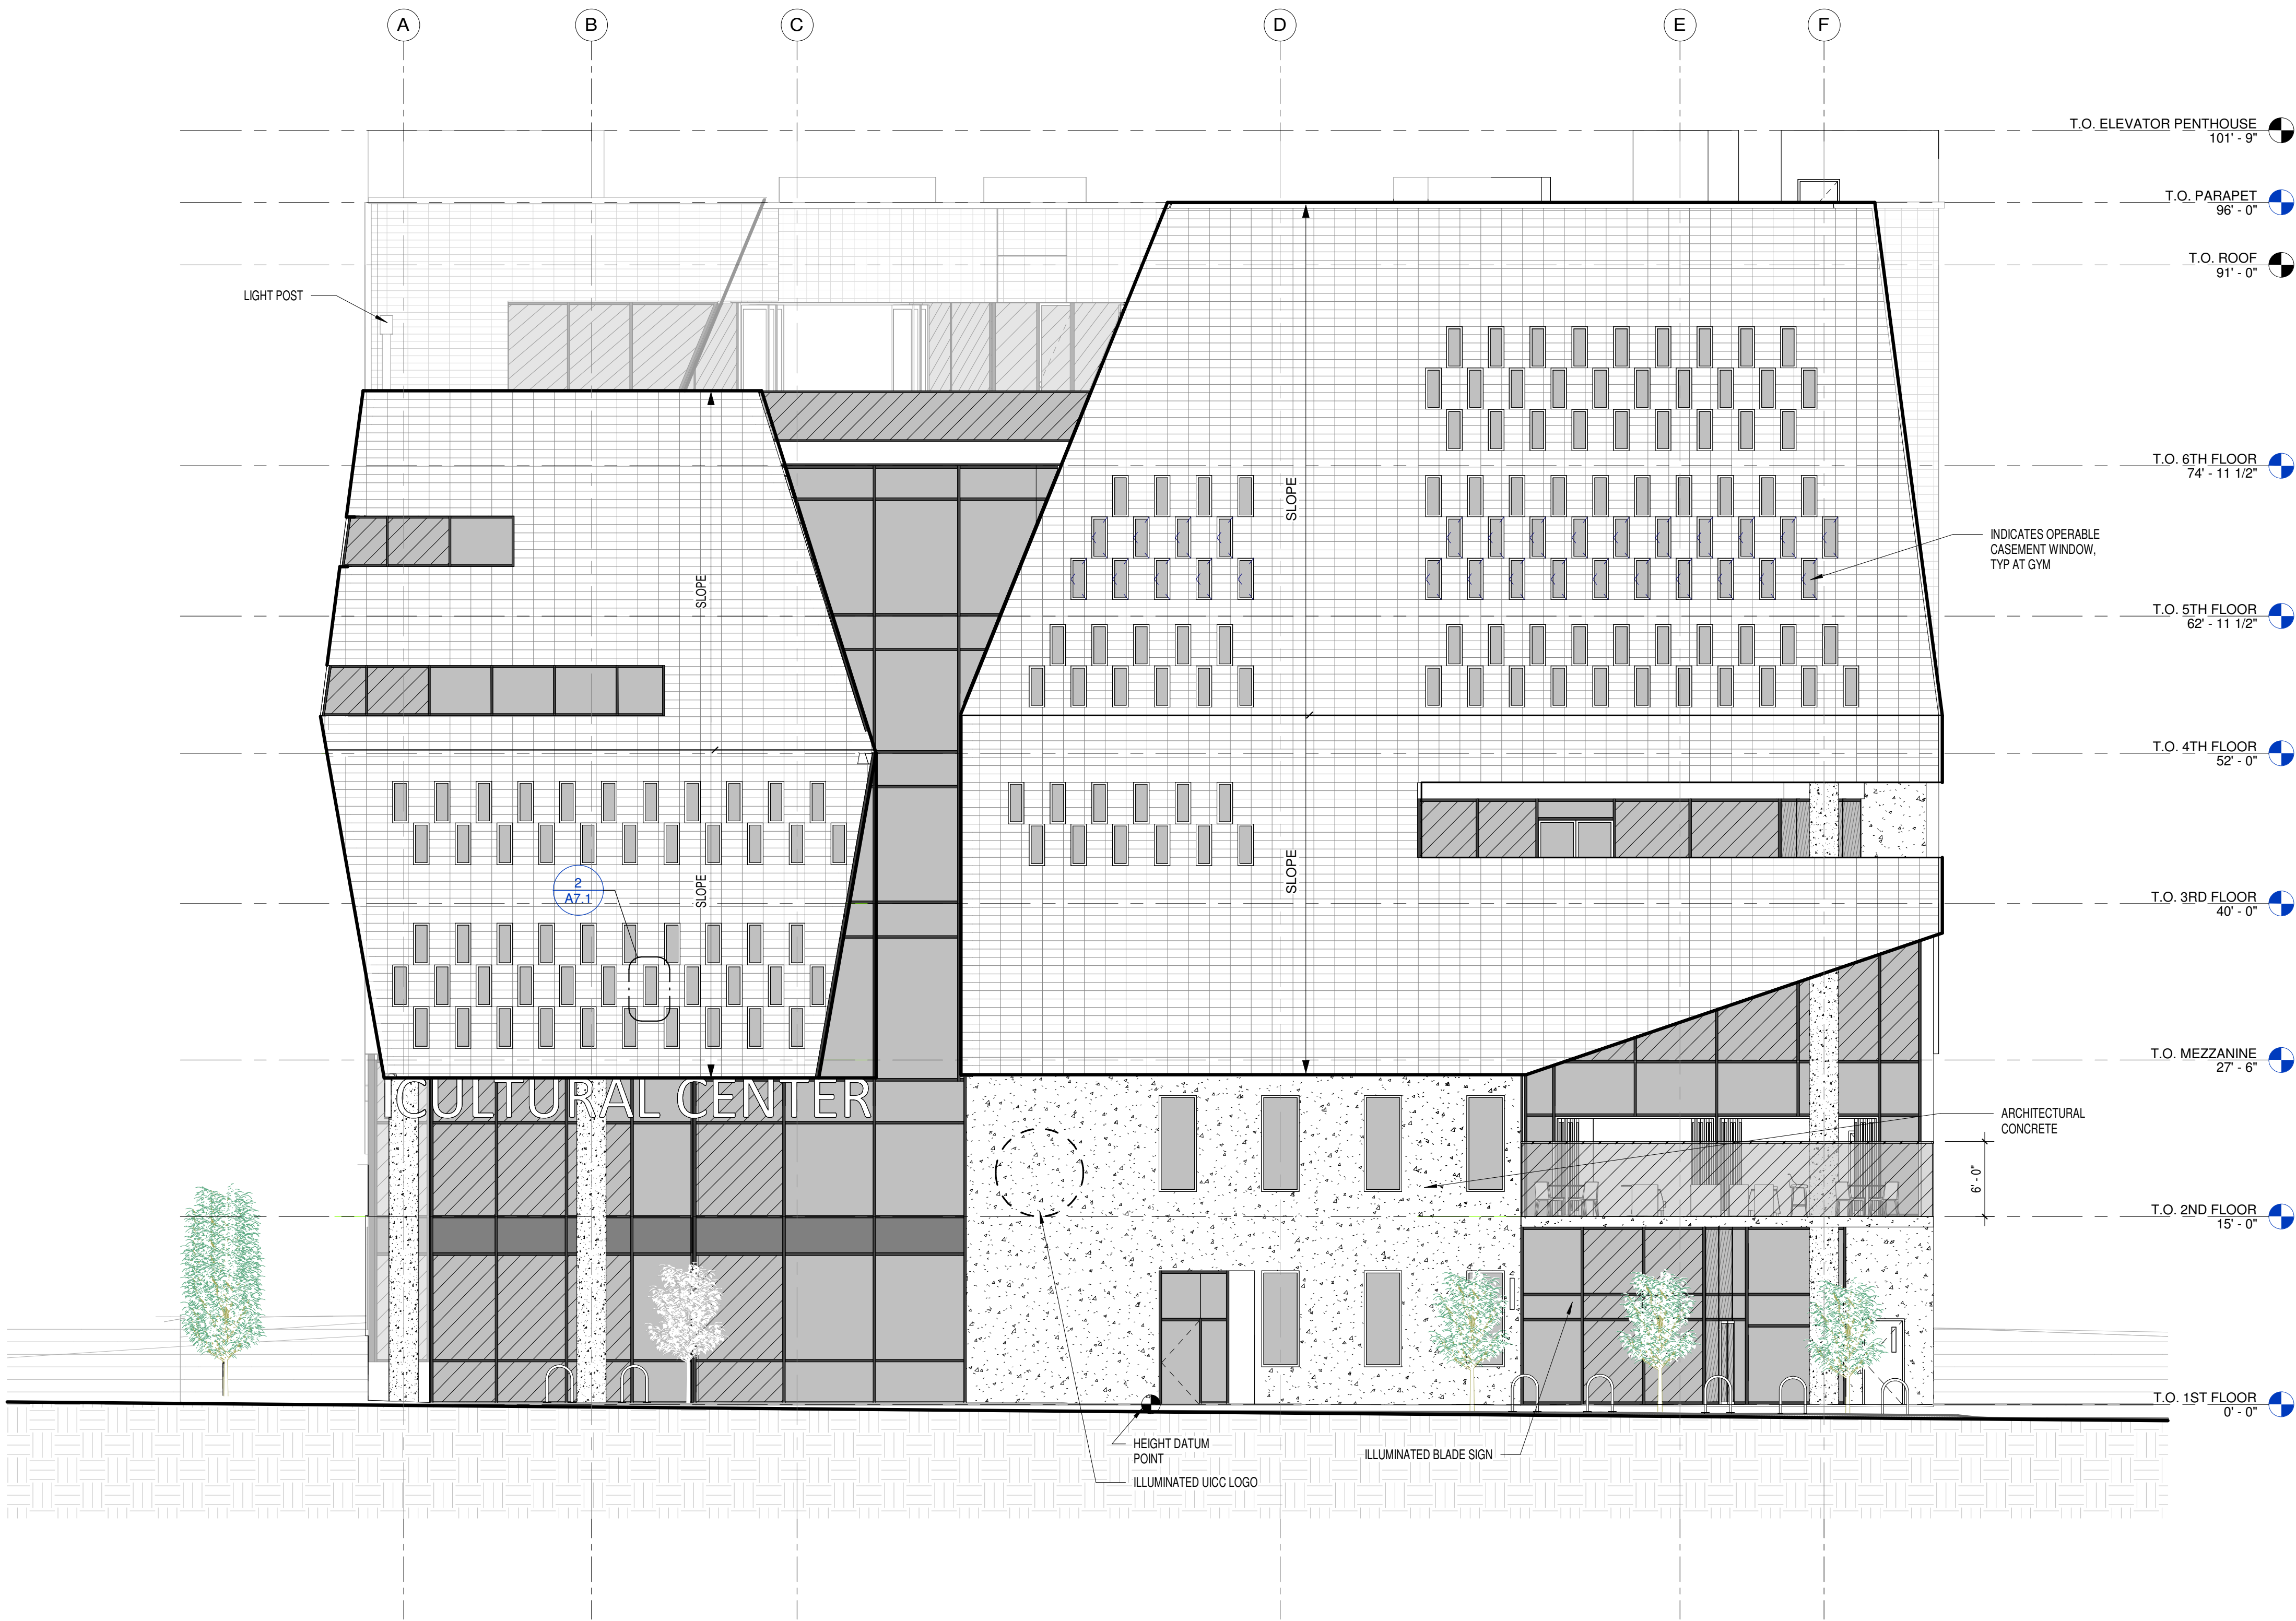 A
B
C
D
E
F
T.O. ELEVATOR PENTHOUSE
101' - 9"
T.O. PARAPET
96' - 0"
T.O. ROOF
91' - 0"
LIGHT POST
T.O. 6TH FLOOR
74' - 11 1/2"
SLOPE
INDICATES OPERABLE
CASEMENT WINDOW,
TYP AT GYM
SLOPE
T.O. 5TH FLOOR
62' - 11 1/2"
T.O. 4TH FLOOR
52' - 0"
SLOPE
SLOPE
2
A7.1
T.O. 3RD FLOOR
40' - 0"
T.O. MEZZANINE
27' - 6"
CULTURAL CENTER
ARCHITECTURAL
CONCRETE
6' - 0"
T.O. 2ND FLOOR
15' - 0"
T.O. 1ST FLOOR
0' - 0"
HEIGHT DATUM
POINT
ILLUMINATED BLADE SIGN
ILLUMINATED UICC LOGO